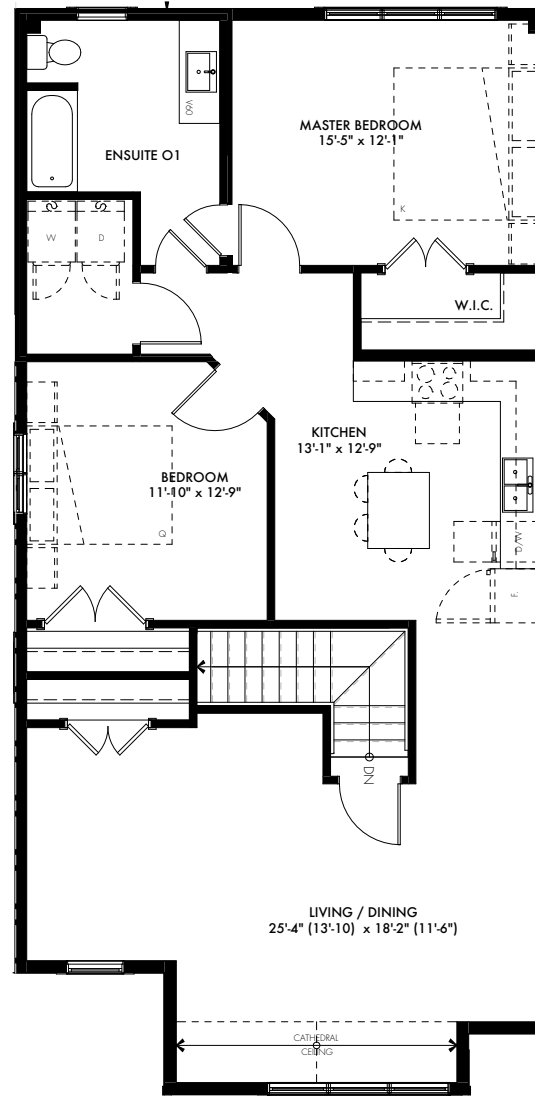 V60
ENSUITE 01
MASTER BEDROOM
15'-5" x 12'-1"
K
S
S
W
D
W.I.C.
KITCHEN
13'-1" x 12'-9"
BEDROOM
11'-10" x 12'-9"
Q
D/W
F.
DN
LIVING / DINING
25'-4" (13'-10) x 18'-2" (11'-6")
CATHEDRAL
CEILING